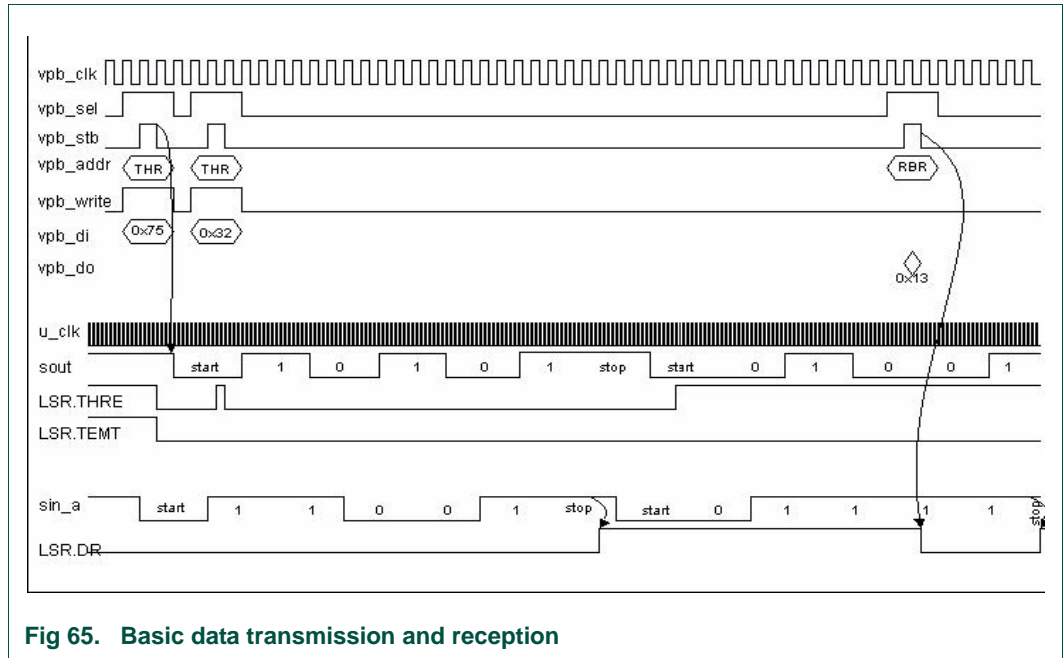 vpb_clk
vpb_sel
vpb_stb
vpb_addr THR THR RBR
vpb_write
vpb_di 0x75 0x32
vpb_do 0x13
u_clk
sout start 1 0 1 0 1 stop start 0 1 0 0 1
LSR.THRE
LSR.TEMT
sin_a start 1 1 0 0 1 stop start 0 1 1 1 1 stop
LSR.DR
Fig 65. Basic data transmission and reception